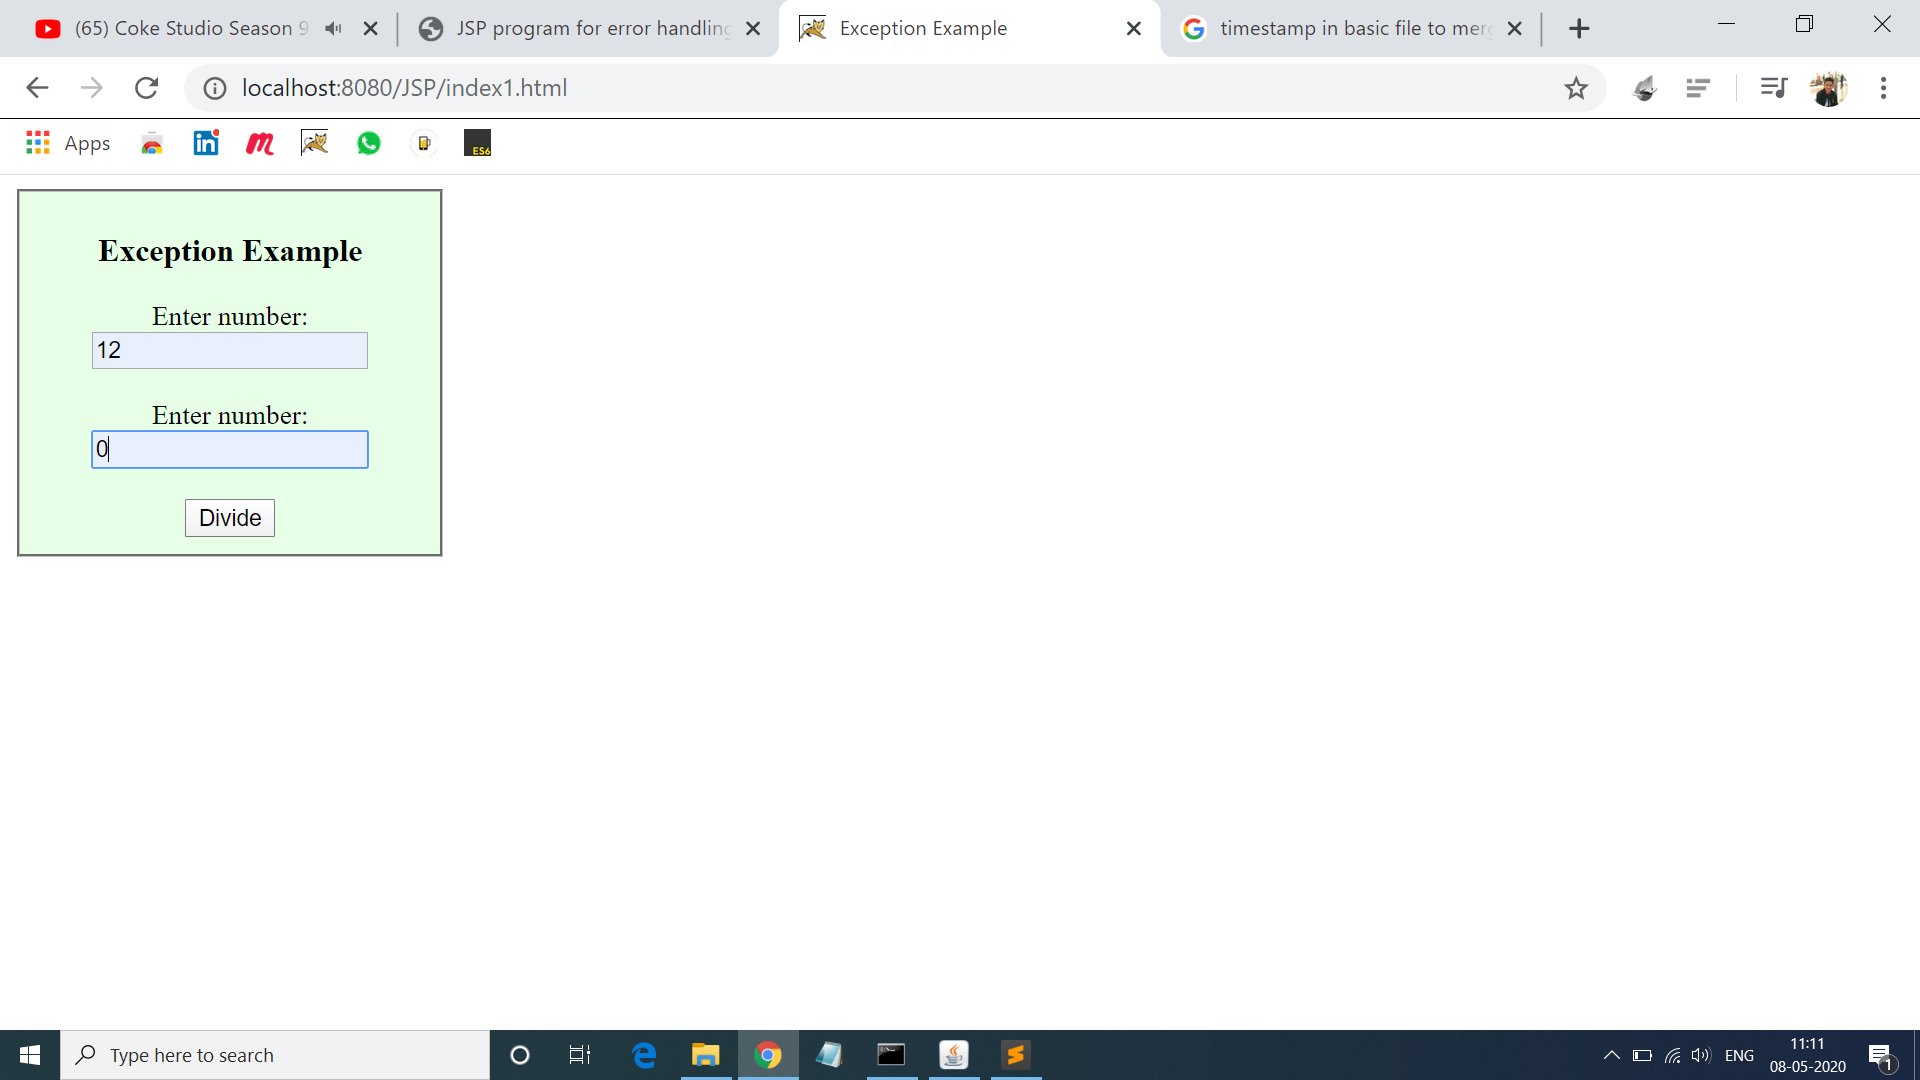 (65) Coke Studio Season 9
JSP program for error handling
Exception Example
timestamp in basic file to mer
localhost:8080/JSP/index1.html
Apps
in
m
ES6
Exception Example
Enter number:
12
Enter number:
0
Divide
Type here to search
ENG
11:11
08-05-2020
1